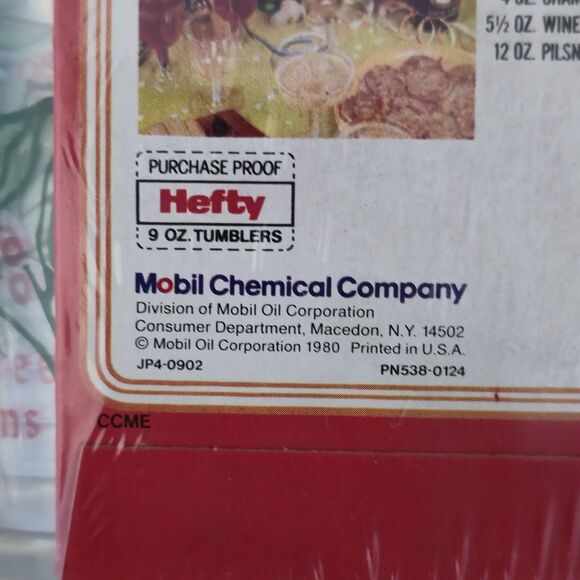 5½ OZ. WINE
12 OZ. PILSN
PURCHASE PROOF
Hefty
9 OZ. TUMBLERS
Mobil Chemical Company
Division of Mobil Oil Corporation
Consumer Department, Macedon, N.Y. 14502
© Mobil Oil Corporation 1980 Printed in U.S.A.
JP4-0902 PN538-0124
CCME
ns